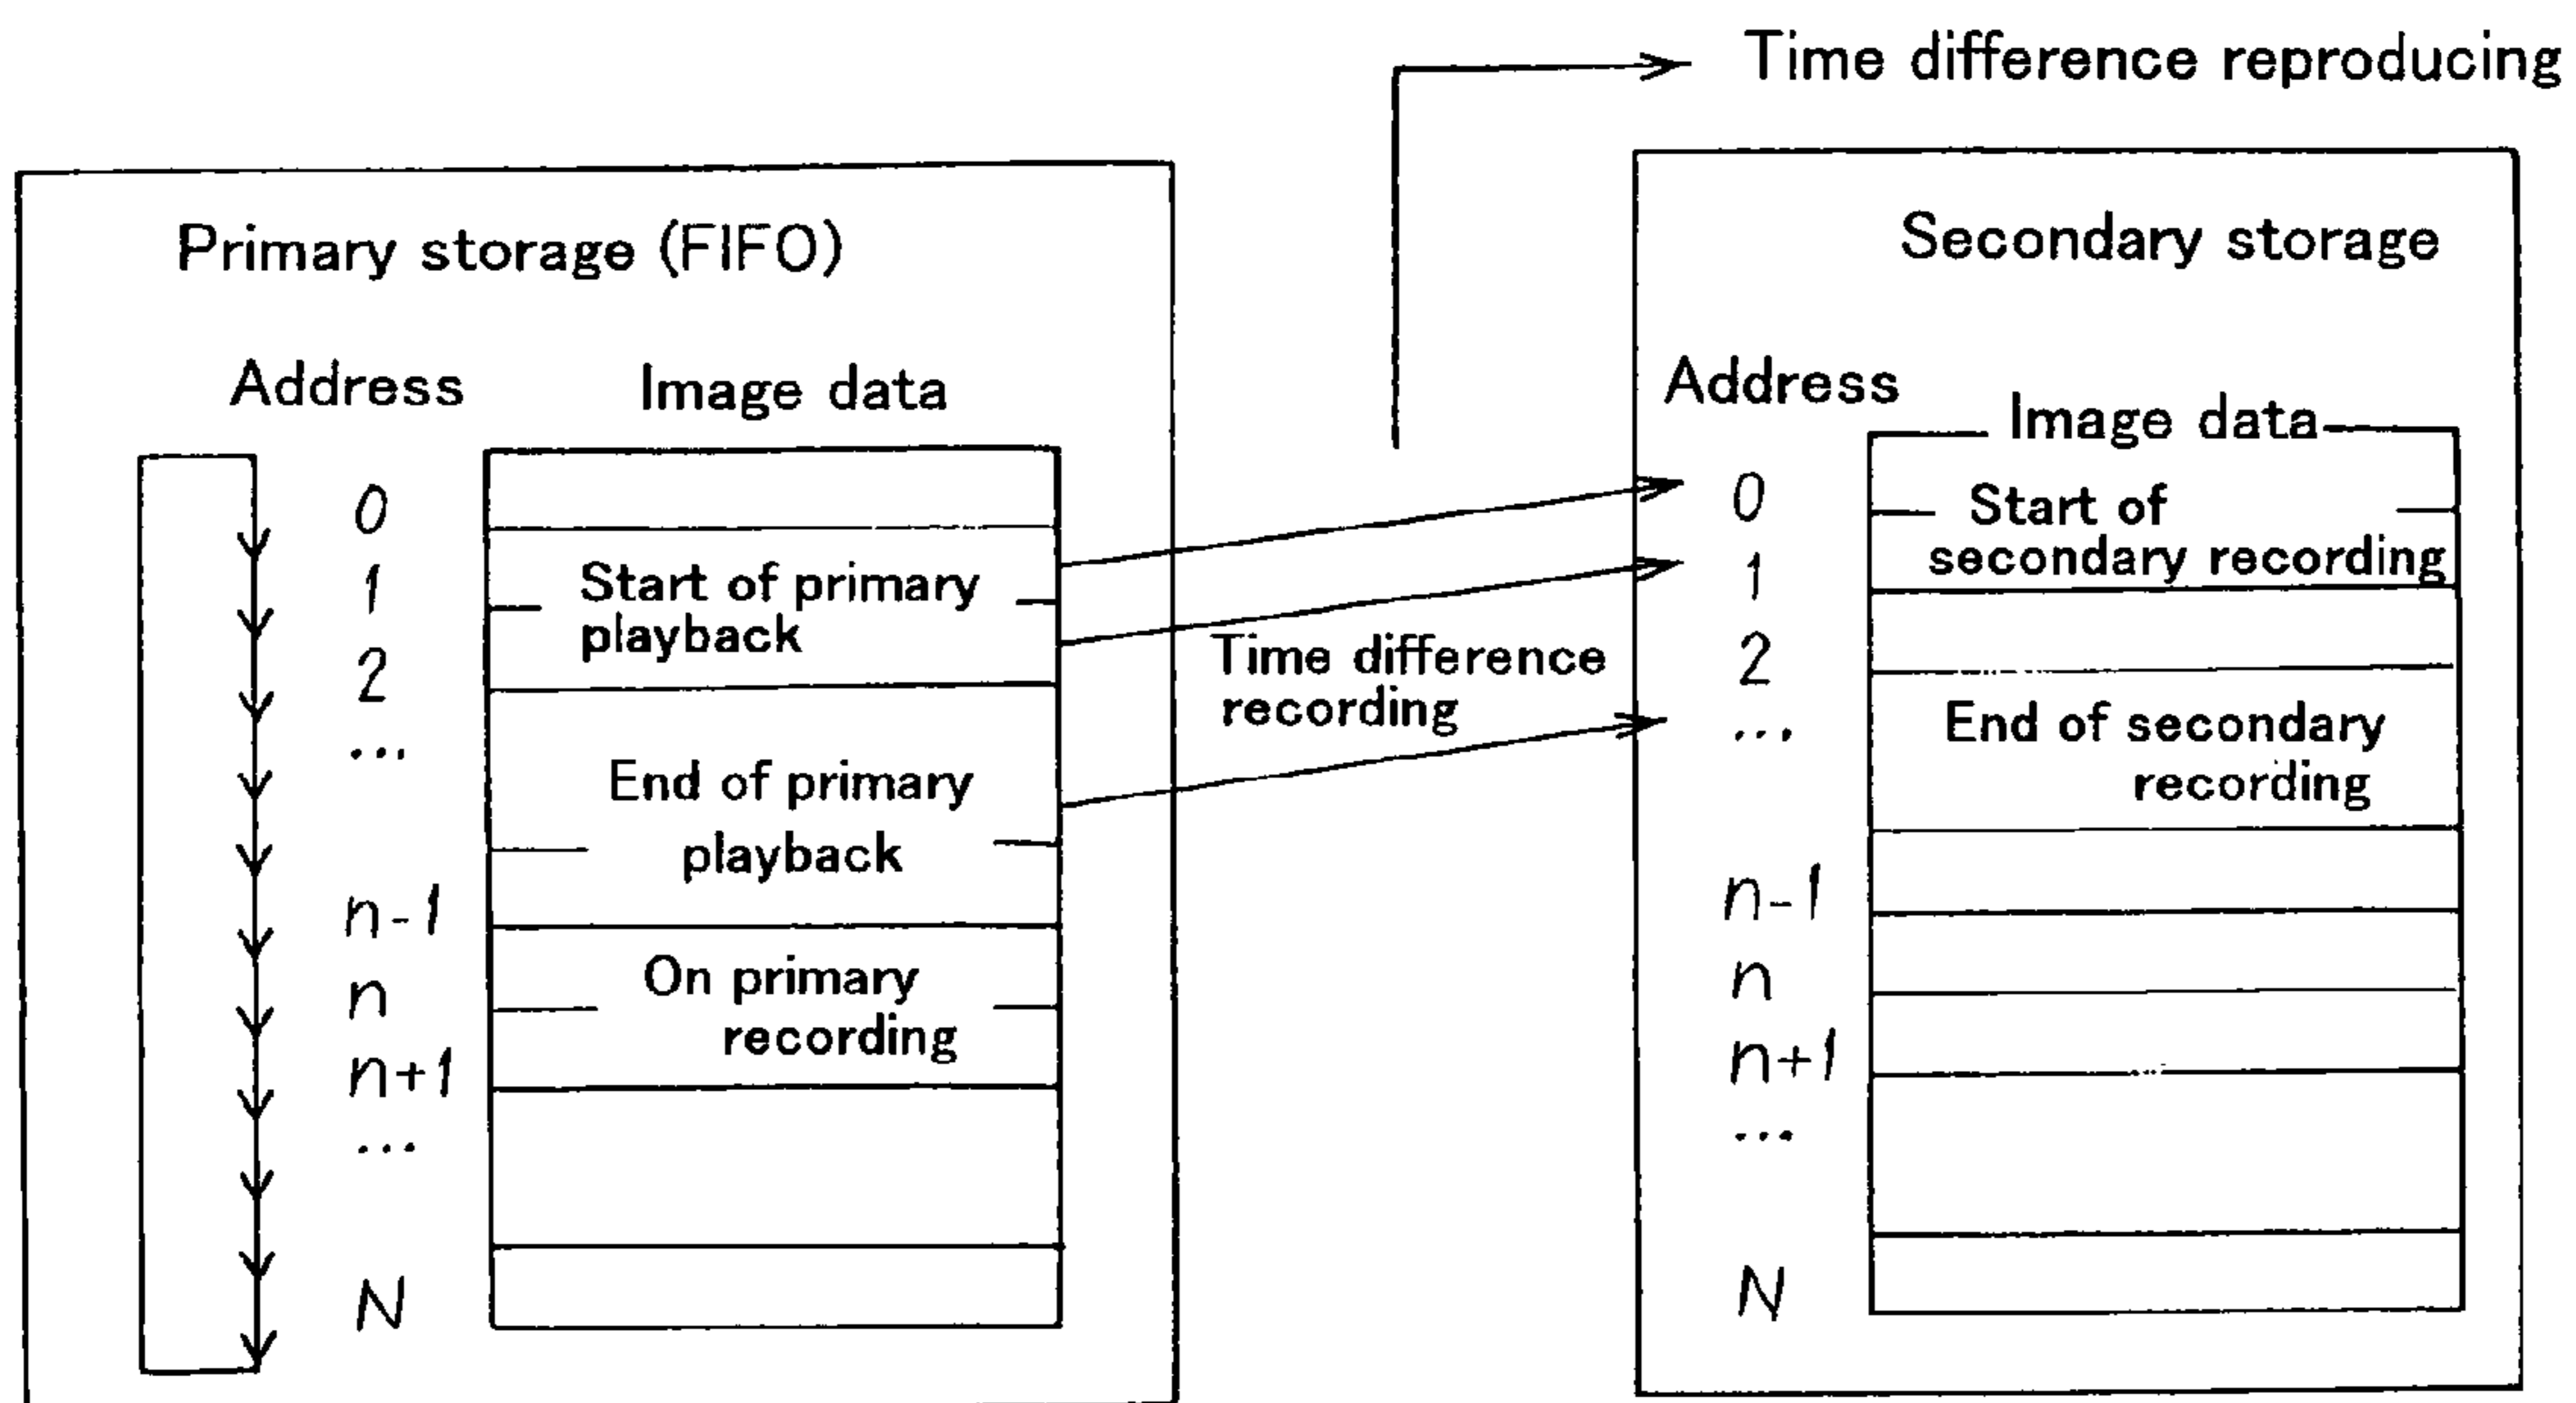 Time difference reproducing
Primary storage (FIFO)
Address
Image data
0
1
2
...
n-1
n
n+1
...
N
Start of primary
playback
End of primary
playback
On primary
recording
Time difference
recording
Secondary storage
Address
Image data
0
1
2
...
n-1
n
n+1
...
N
Start of
secondary recording
End of secondary
recording